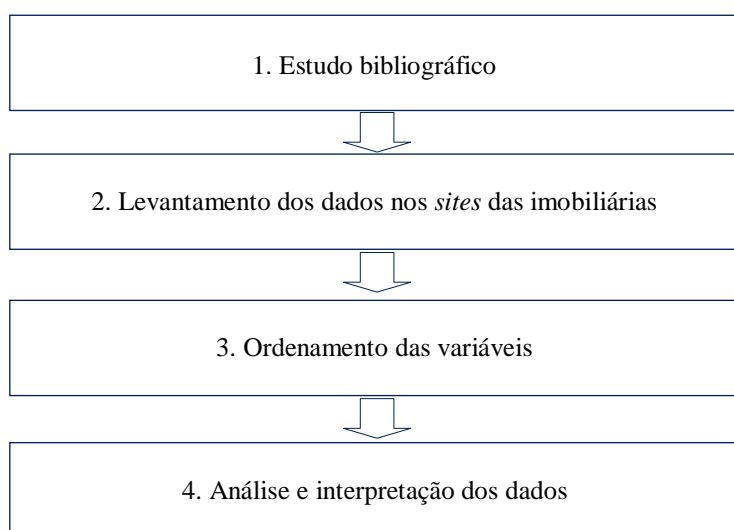 1. Estudo bibliográfico
2. Levantamento dos dados nos sites das imobiliárias
3. Ordenamento das variáveis
4. Análise e interpretação dos dados